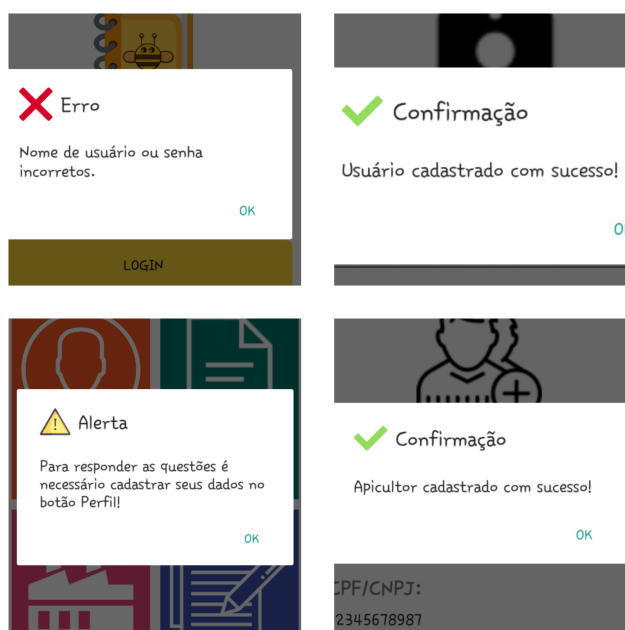 Erro
Nome de usuário ou senha
incorretos.
OK
LOGIN
Confirmação
Usuário cadastrado com sucesso!
Alerta
Para responder as questões é
necessário cadastrar seus dados no
botão Perfil!
OK
Confirmação
Apicultor cadastrado com sucesso!
OK
CPF/CNPJ:
2345678987